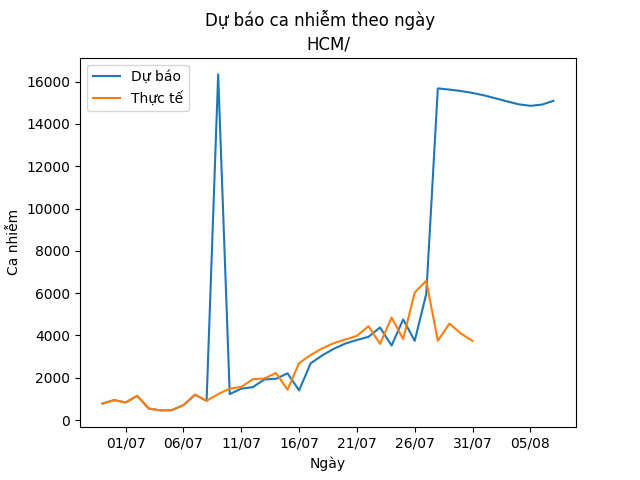 Dự báo ca nhiễm theo ngày
HCM/
Dự báo
Thực tế
16000
14000
12000
10000
8000
6000
4000
2000
0
Ca nhiễm
01/07 06/07 11/07 16/07 21/07 26/07 31/07 05/08
Ngày